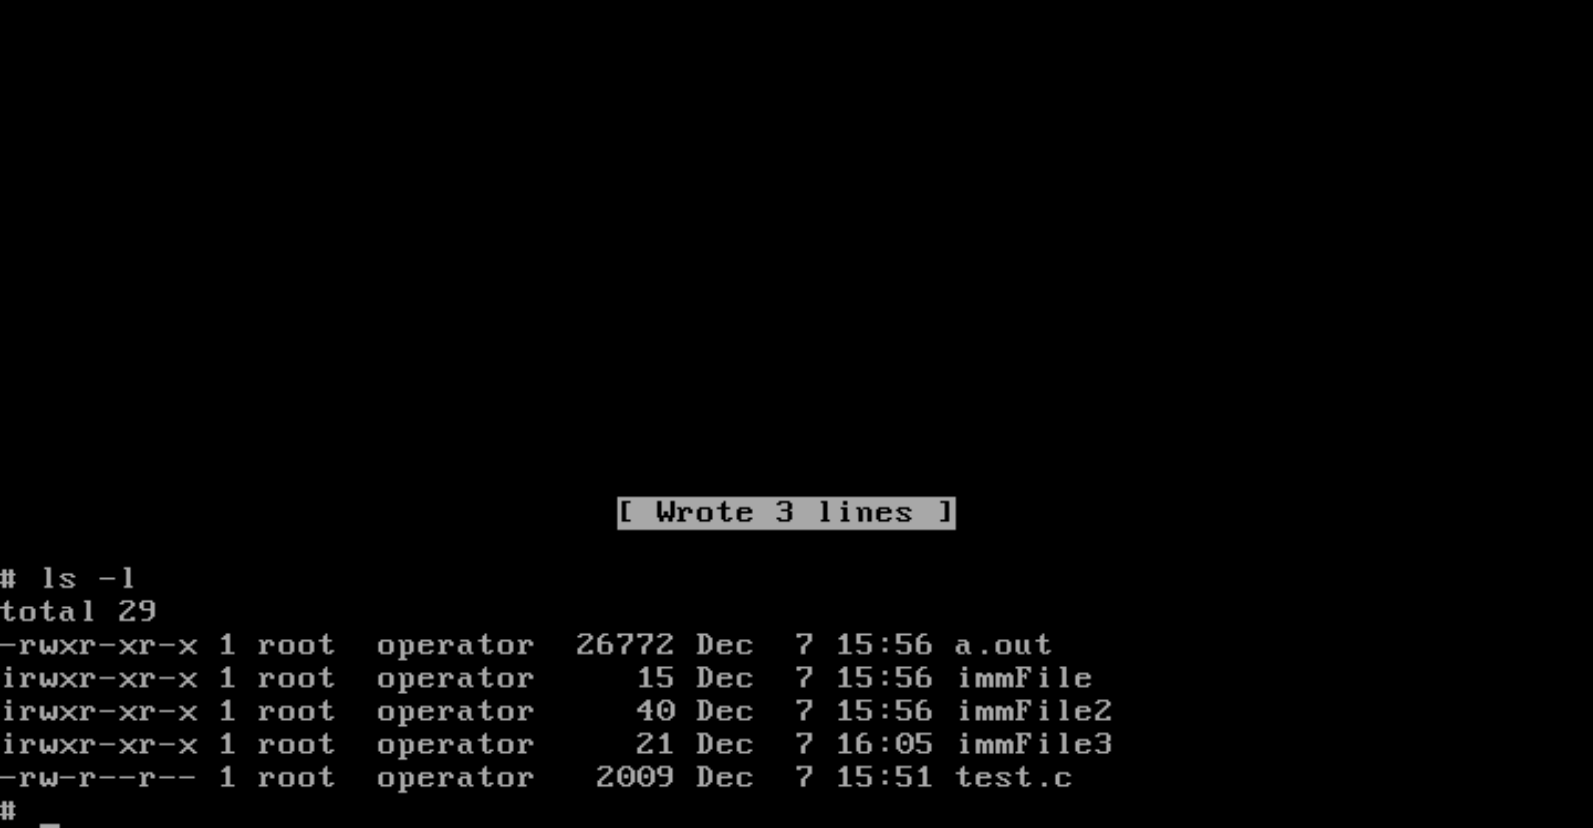 [ Wrote 3 lines ]
# ls -l
total 29
-rwxr-xr-x 1 root  operator  26772 Dec  7 15:56 a.out
irwxr-xr-x 1 root  operator     15 Dec  7 15:56 immFile
irwxr-xr-x 1 root  operator     40 Dec  7 15:56 immFile2
irwxr-xr-x 1 root  operator     21 Dec  7 16:05 immFile3
-rw-r--r-- 1 root  operator   2009 Dec  7 15:51 test.c
# _